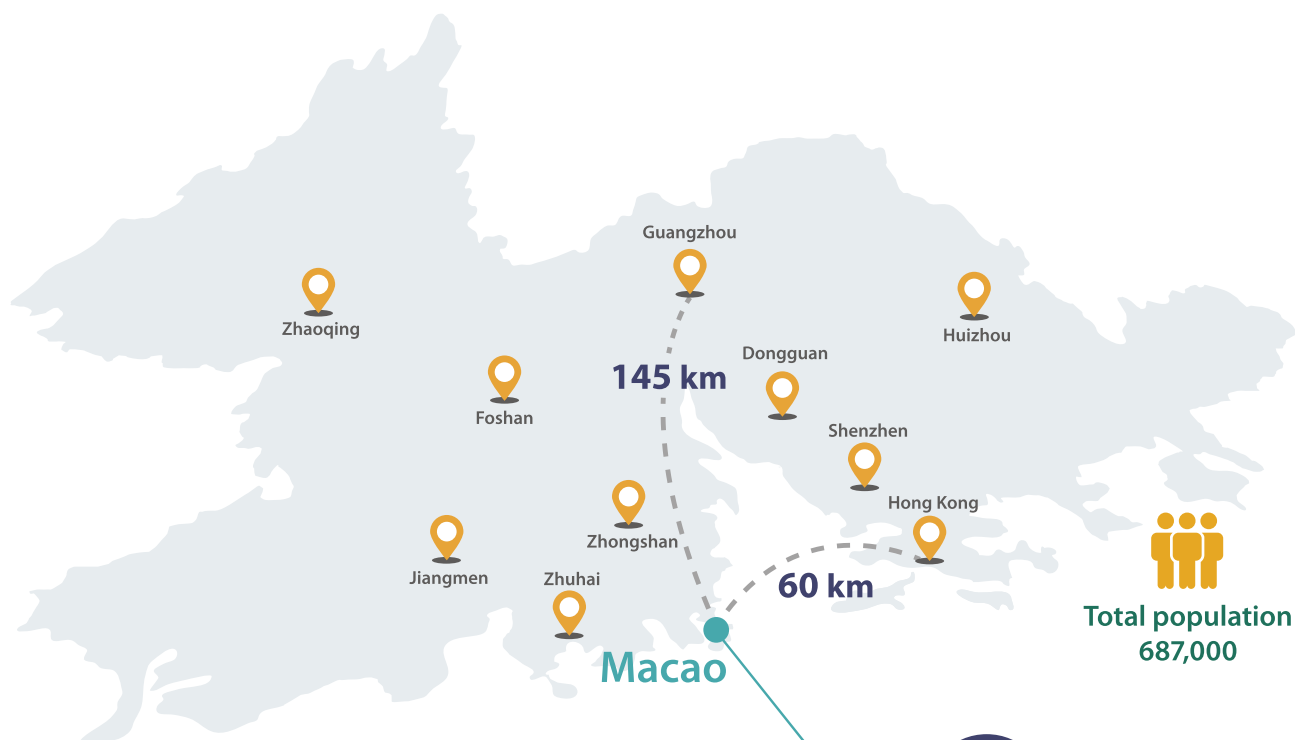 Guangzhou
Zhaoqing
Huizhou
Dongguan
145 km
Foshan
Shenzhen
Hong Kong
Zhongshan
Jiangmen
Zhuhai
60 km
Total population
687,000
Macao